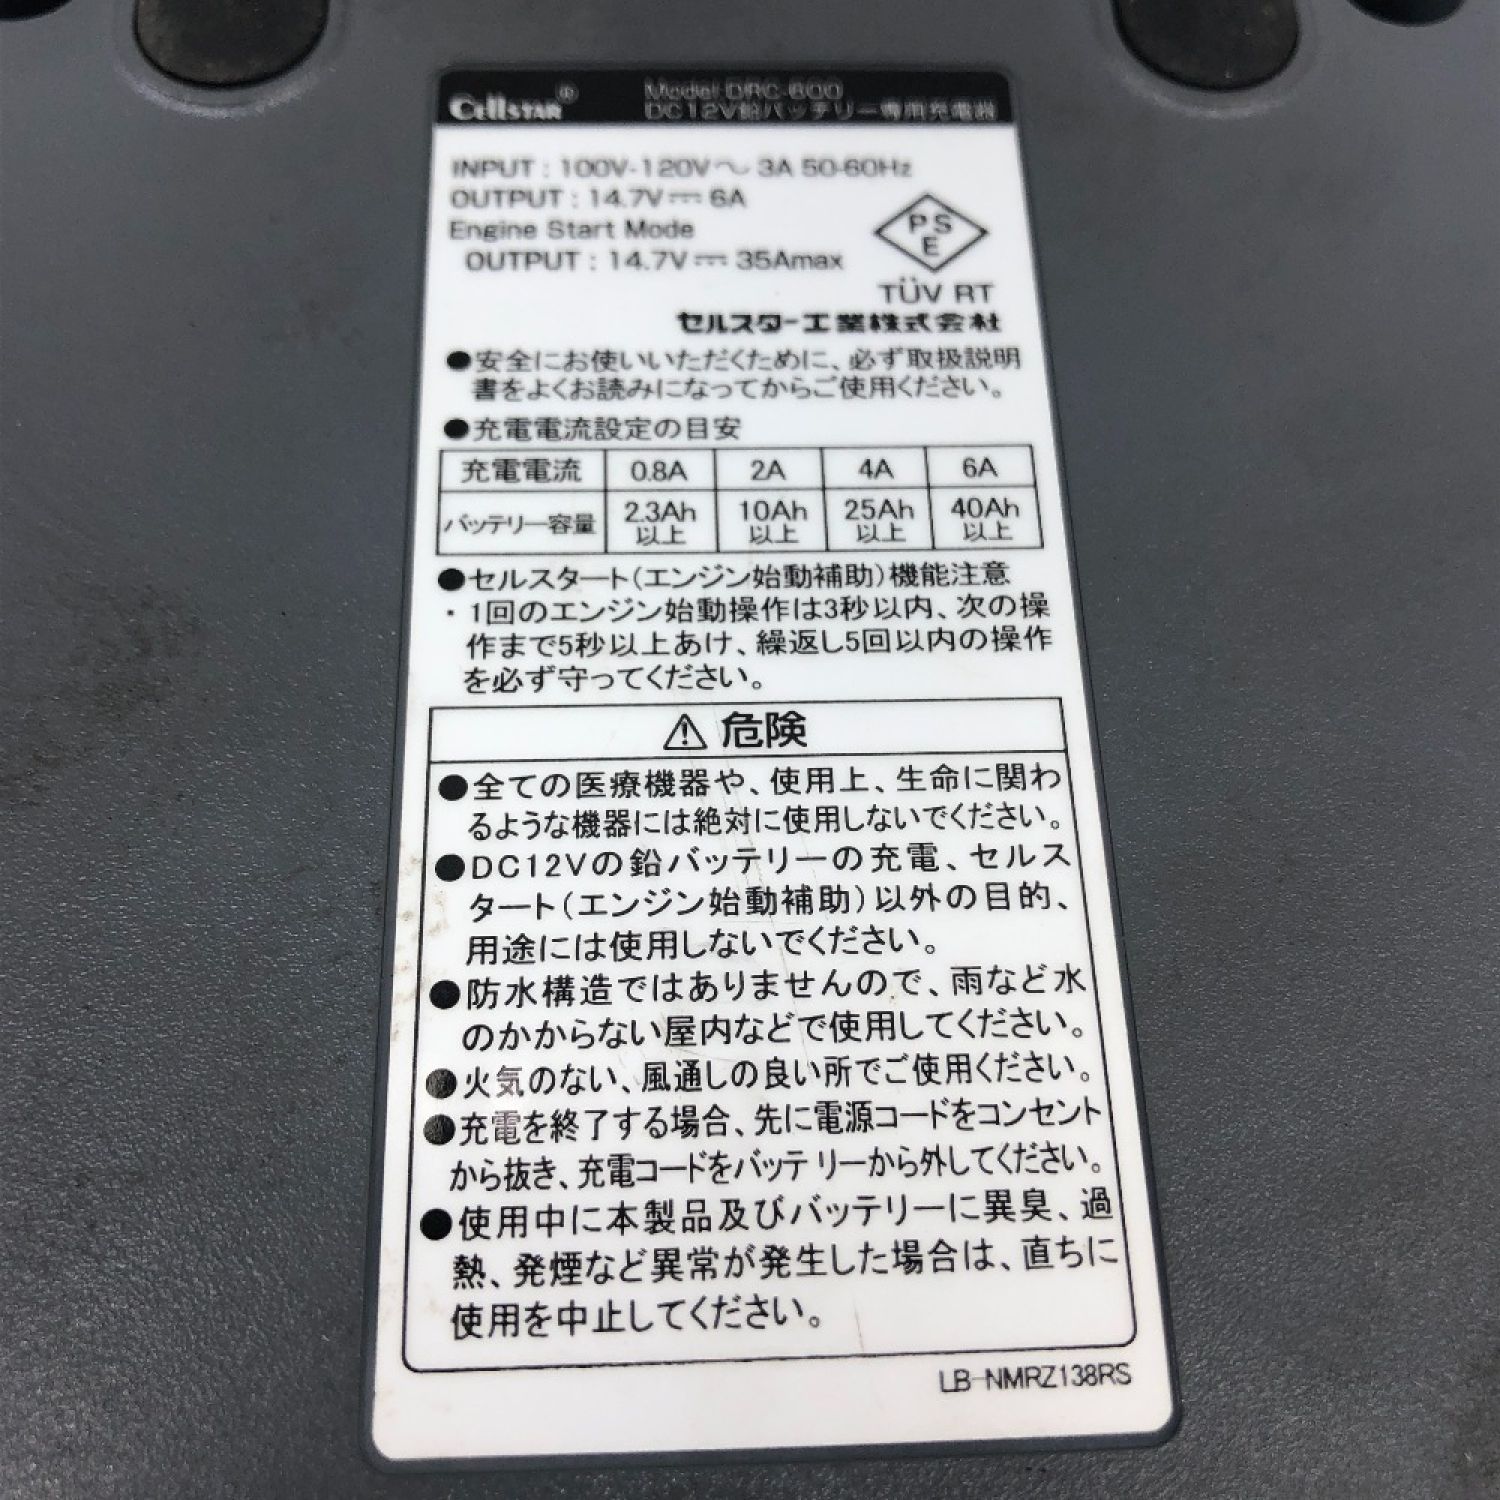 CELLSTAR® Model:DRC-600
DC12V鉛バッテリー専用充電器
INPUT : 100V-120V～ 3A 50-60Hz
OUTPUT : 14.7V⎓ 6A
Engine Start Mode
OUTPUT : 14.7V⎓ 35Amax
PSE
TÜV RT
セルスター工業株式会社
●安全にお使いいただくために、必ず取扱説明
書をよくお読みになってからご使用ください。
●充電電流設定の目安
充電電流 0.8A 2A 4A 6A
バッテリー容量 2.3Ah以上 10Ah以上 25Ah以上 40Ah以上
●セルスタート(エンジン始動補助)機能注意
・1回のエンジン始動操作は3秒以内、次の操
作まで5秒以上あけ、繰返し5回以内の操作
を必ず守ってください。
⚠ 危険
●全ての医療機器や、使用上、生命に関わ
るような機器には絶対に使用しないでください。
●DC12Vの鉛バッテリーの充電、セルス
タート(エンジン始動補助)以外の目的、
用途には使用しないでください。
●防水構造ではありませんので、雨など水
のかからない屋内などで使用してください。
●火気のない、風通しの良い所でご使用ください。
●充電を終了する場合、先に電源コードをコンセント
から抜き、充電コードをバッテリーから外してください。
●使用中に本製品及びバッテリーに異臭、過
熱、発煙など異常が発生した場合は、直ちに
使用を中止してください。
LB-NMRZ138RS